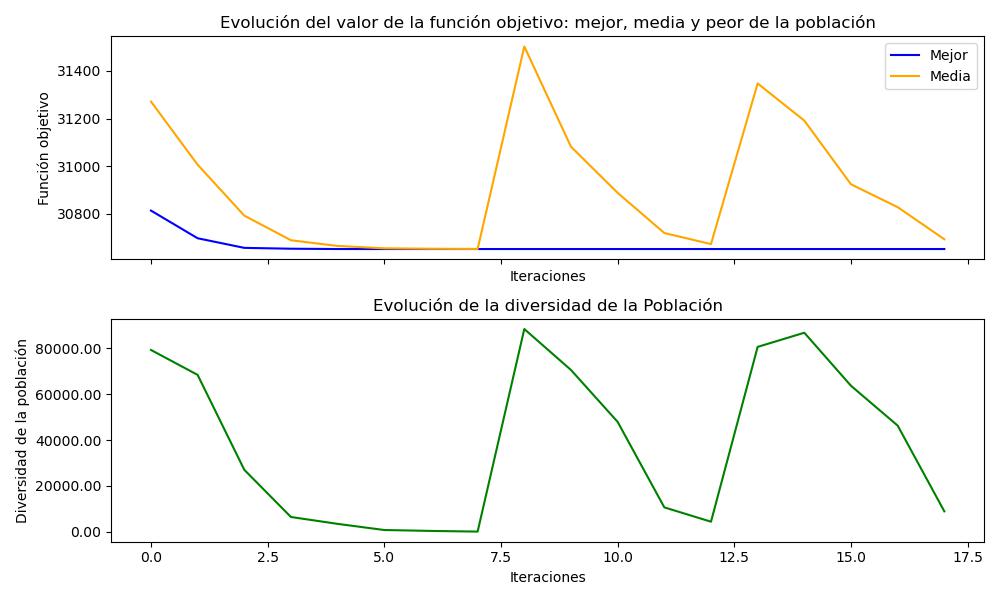 Evolución del valor de la función objetivo: mejor, media y peor de la población
Función objetivo
31400
31200
31000
30800
Mejor
Media
Iteraciones
Evolución de la diversidad de la Población
Diversidad de la población
80000.00
60000.00
40000.00
20000.00
0.00
0.0 2.5 5.0 7.5 10.0 12.5 15.0 17.5
Iteraciones